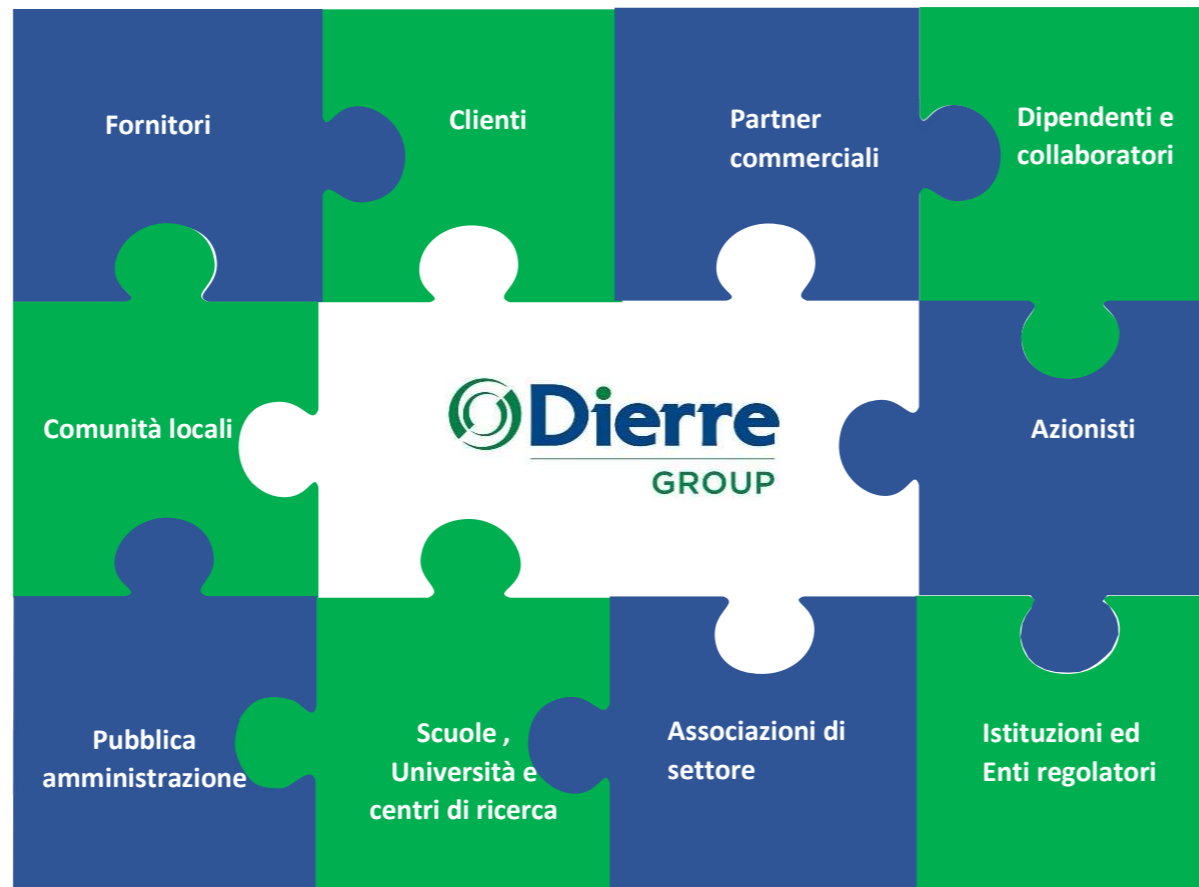 Fornitori
Clienti
Partner
commerciali
Dipendenti e
collaboratori
Comunità locali
Dierre
GROUP
Azionisti
Pubblica
amministrazione
Scuole ,
Università e
centri di ricerca
Associazioni di
settore
Istituzioni ed
Enti regolatori